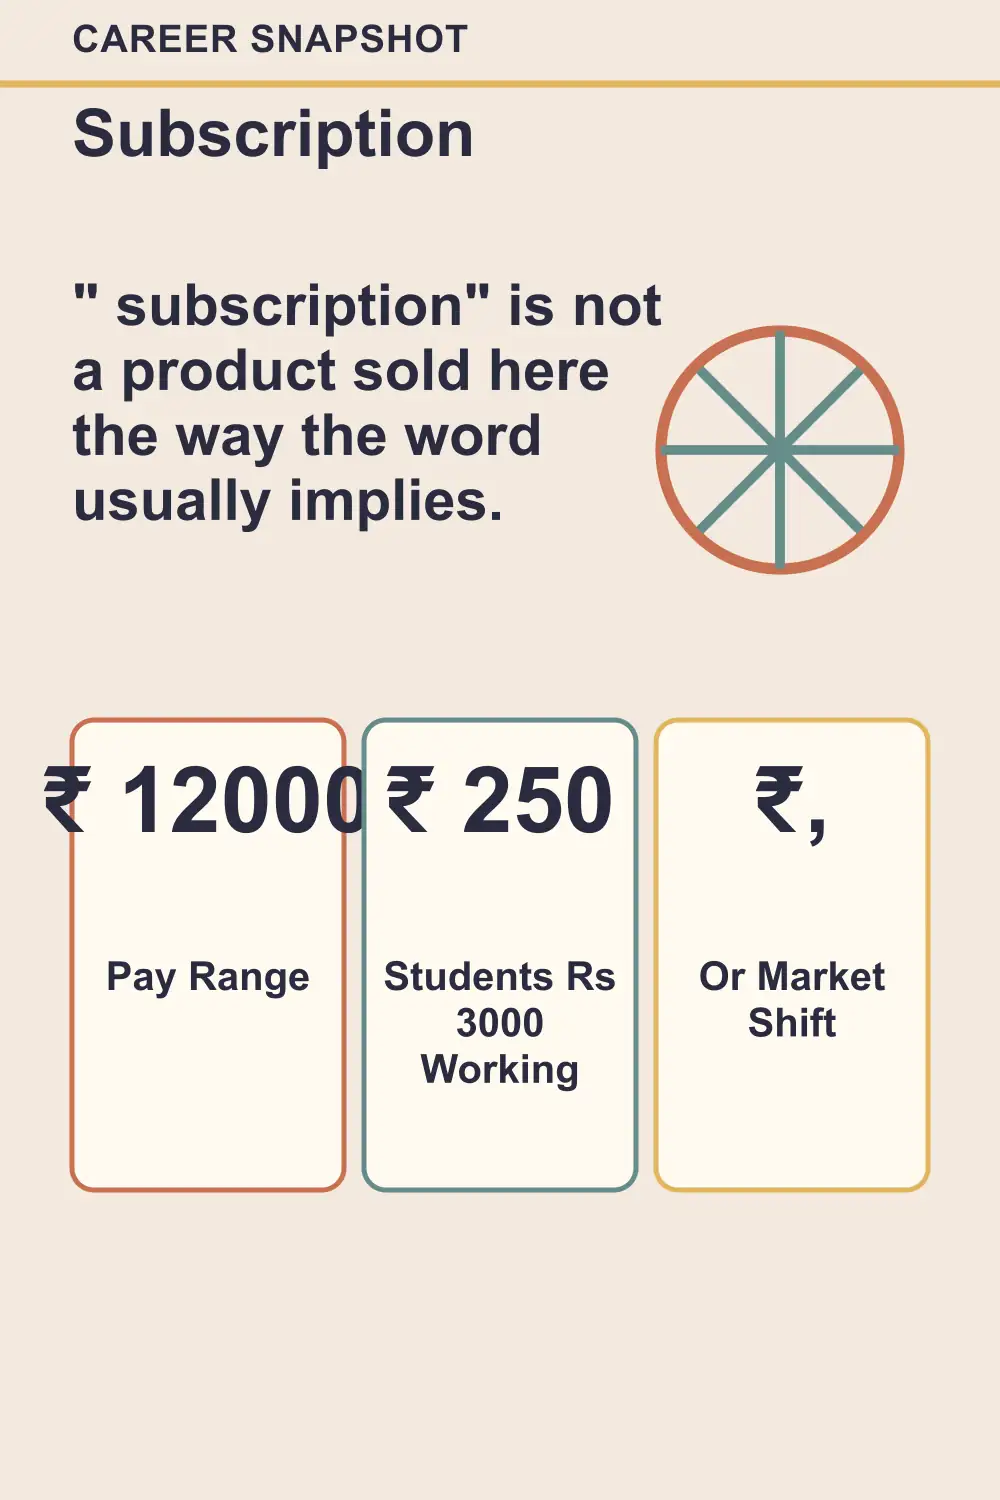 CAREER SNAPSHOT
Subscription
" subscription" is not
a product sold here
the way the word
usually implies.
₹ 12000
₹ 250
₹,
Pay Range
Students Rs
3000
Working
Or Market
Shift